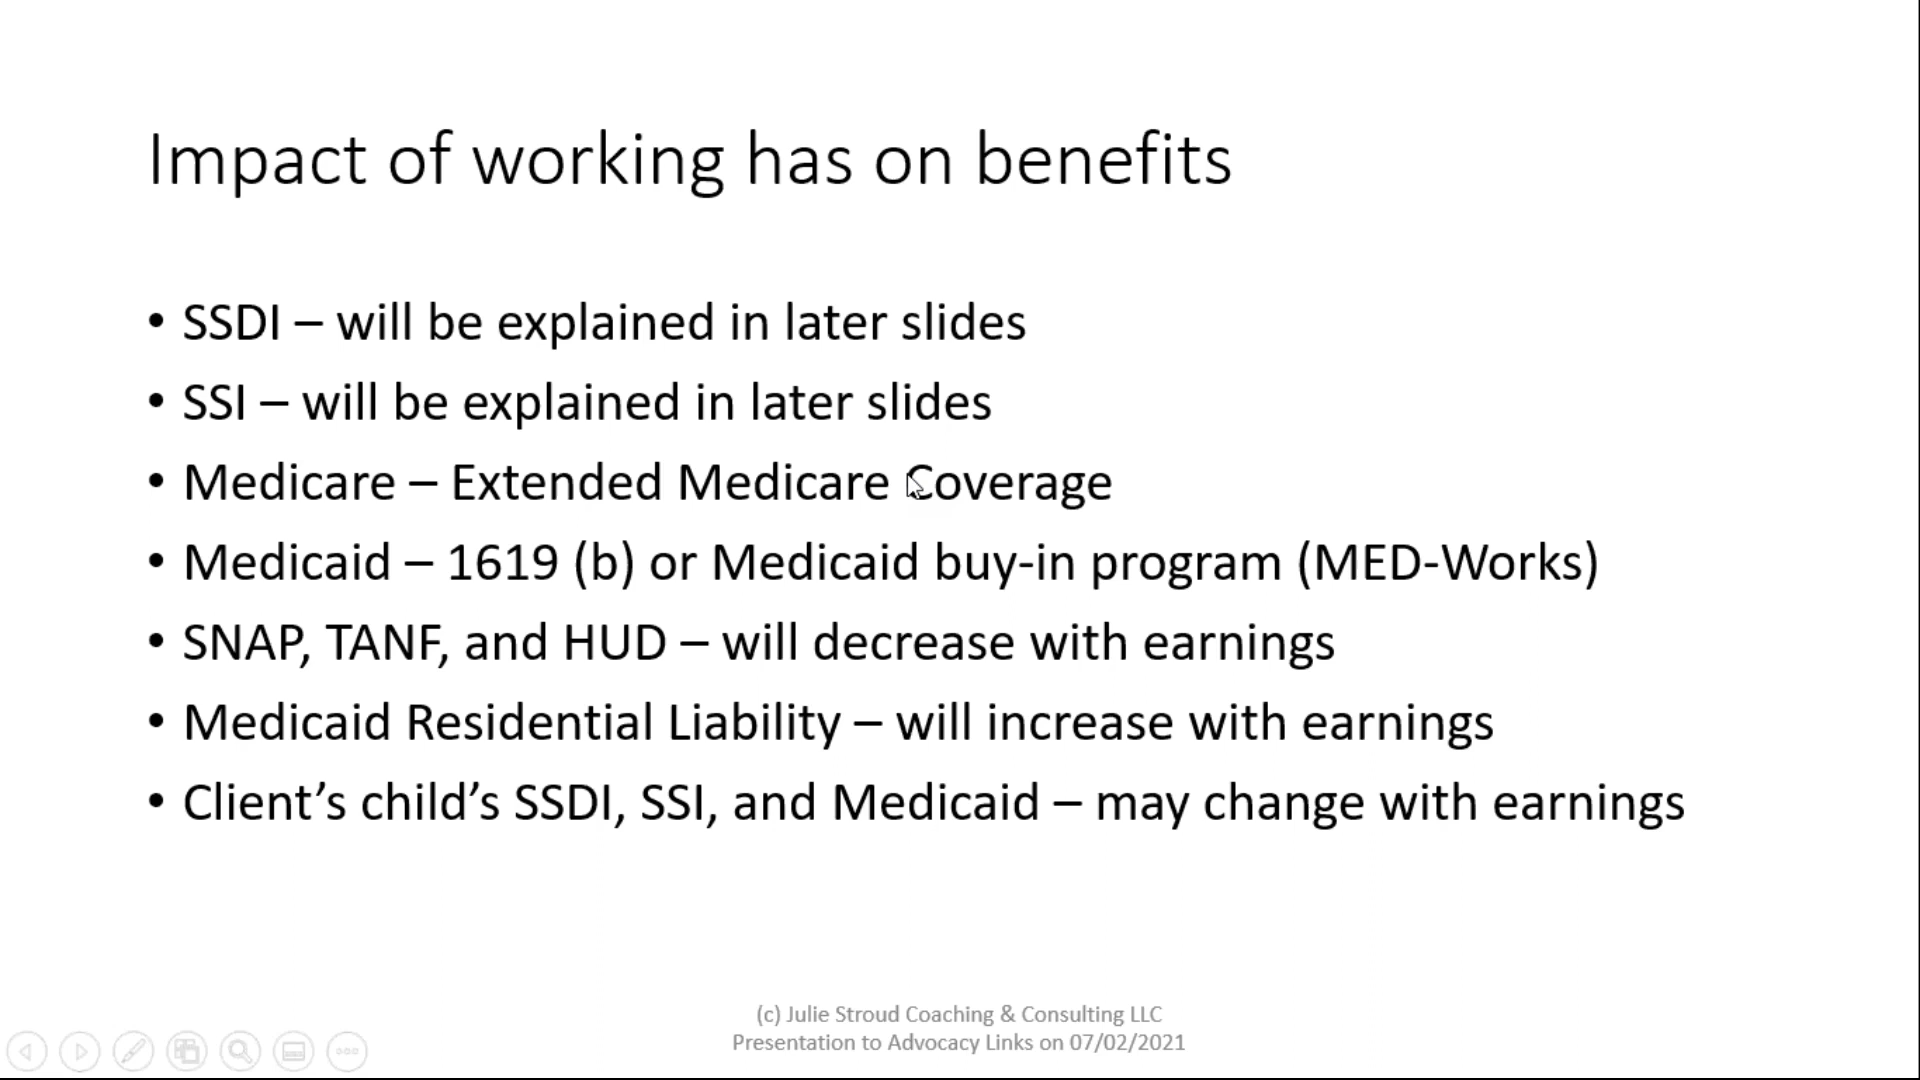 Impact of working has on benefits
• SSDI – will be explained in later slides
• SSI – will be explained in later slides
• Medicare – Extended Medicare Coverage
• Medicaid – 1619 (b) or Medicaid buy-in program (MED-Works)
• SNAP, TANF, and HUD – will decrease with earnings
• Medicaid Residential Liability – will increase with earnings
• Client’s child’s SSDI, SSI, and Medicaid – may change with earnings
(c) Julie Stroud Coaching & Consulting LLC
Presentation to Advocacy Links on 07/02/2021